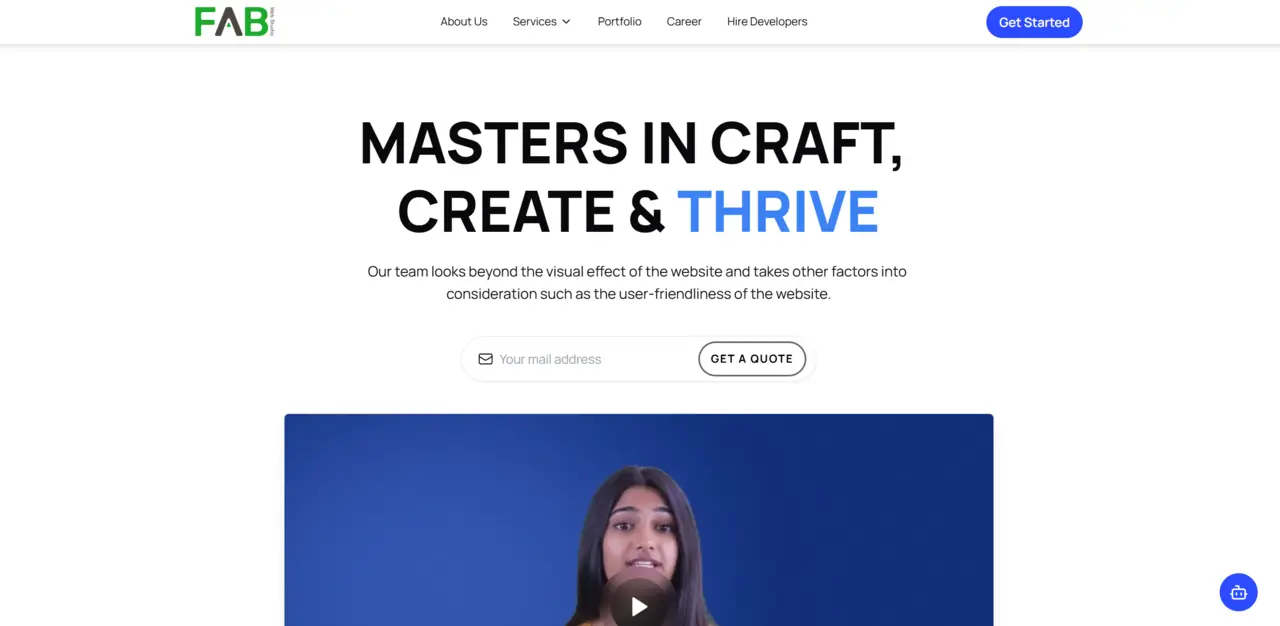 FAB
Web Studio
About Us
Services
Portfolio
Career
Hire Developers
Get Started
MASTERS IN CRAFT,
CREATE & THRIVE
Our team looks beyond the visual effect of the website and takes other factors into
consideration such as the user-friendliness of the website.
Your mail address
GET A QUOTE